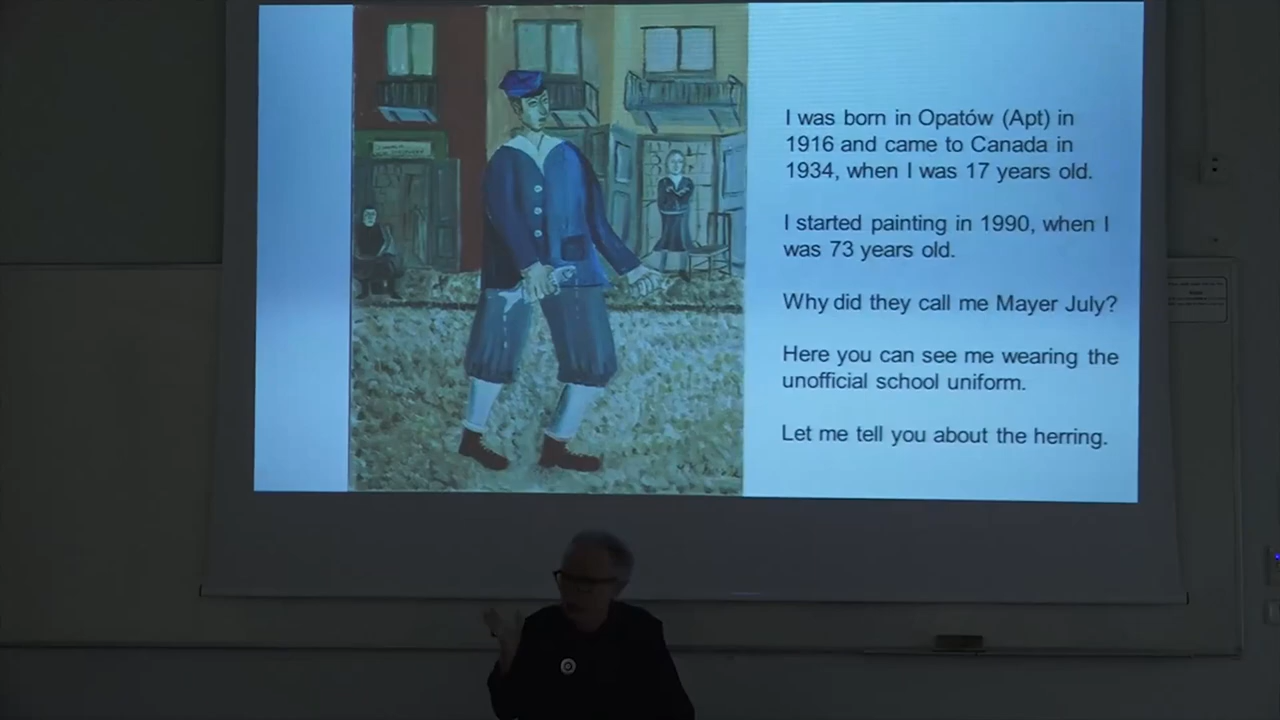 I was born in Opatów (Apt) in
1916 and came to Canada in
1934, when I was 17 years old.
I started painting in 1990, when I
was 73 years old.
Why did they call me Mayer July?
Here you can see me wearing the
unofficial school uniform.
Let me tell you about the herring.